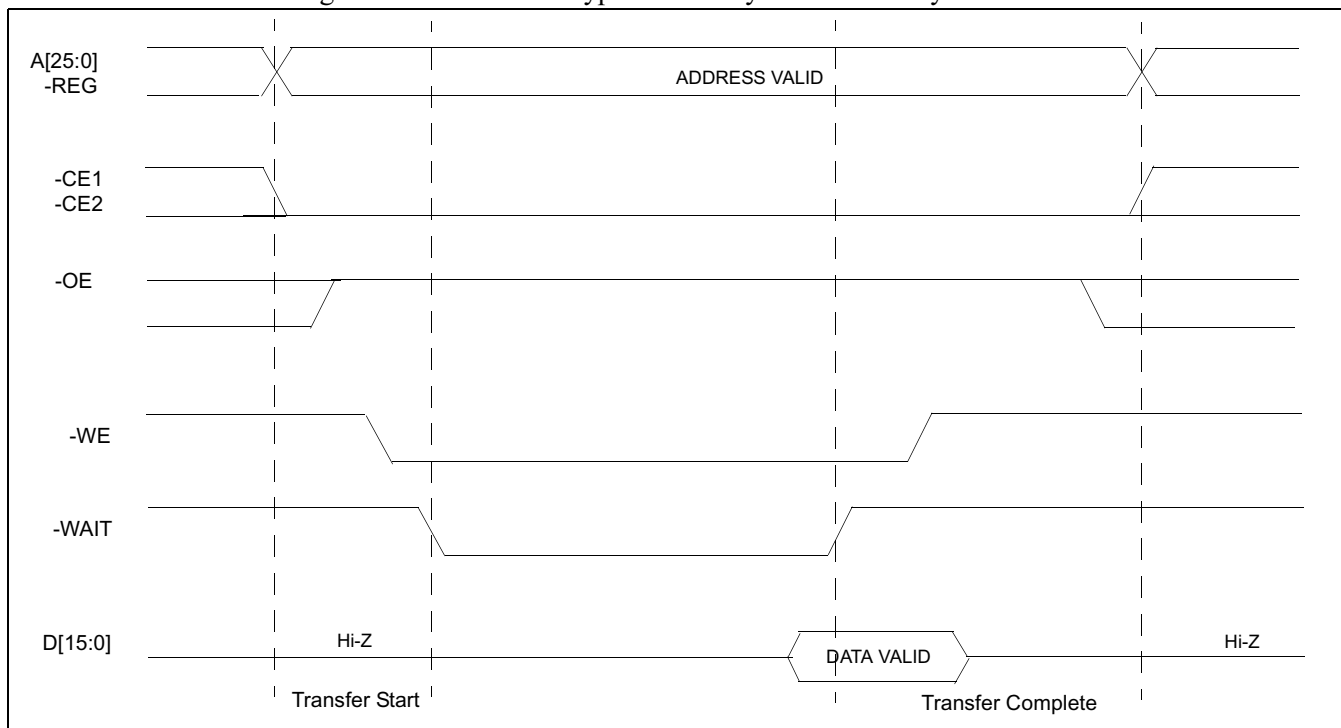 A[25:0]
-REG
ADDRESS VALID
-CE1
-CE2
-OE
-WE
-WAIT
D[15:0]
Hi-Z
DATA VALID
Hi-Z
Transfer Start
Transfer Complete